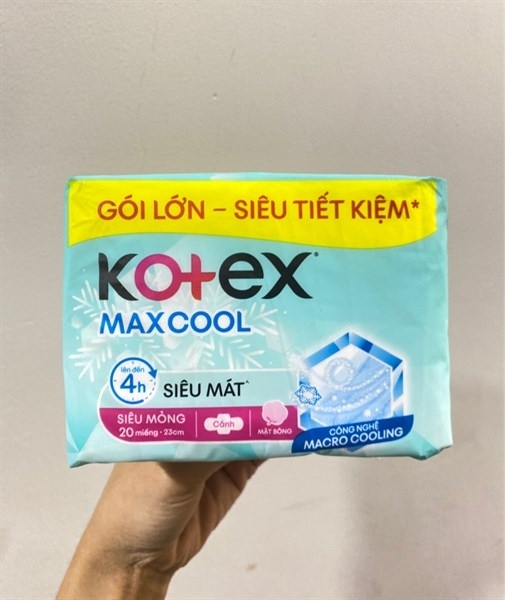 GÓI LỚN – SIÊU TIẾT KIỆM*
Kotex®
MAXCOOL
lên đến
4h
SIÊU MÁT^
SIÊU MỎNG
20 miếng - 23cm
Cánh
MẶT BÔNG
CÔNG NGHỆ
MACRO COOLING